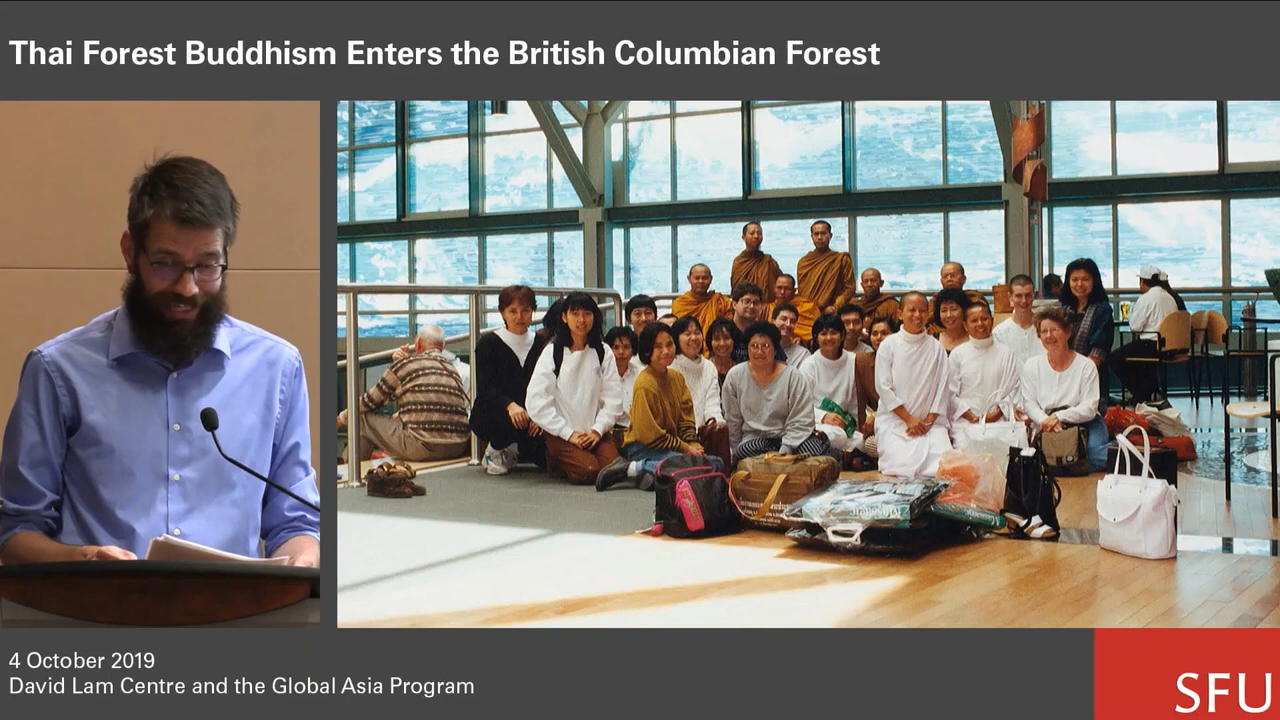 Thai Forest Buddhism Enters the British Columbian Forest
4 October 2019
David Lam Centre and the Global Asia Program
SFU